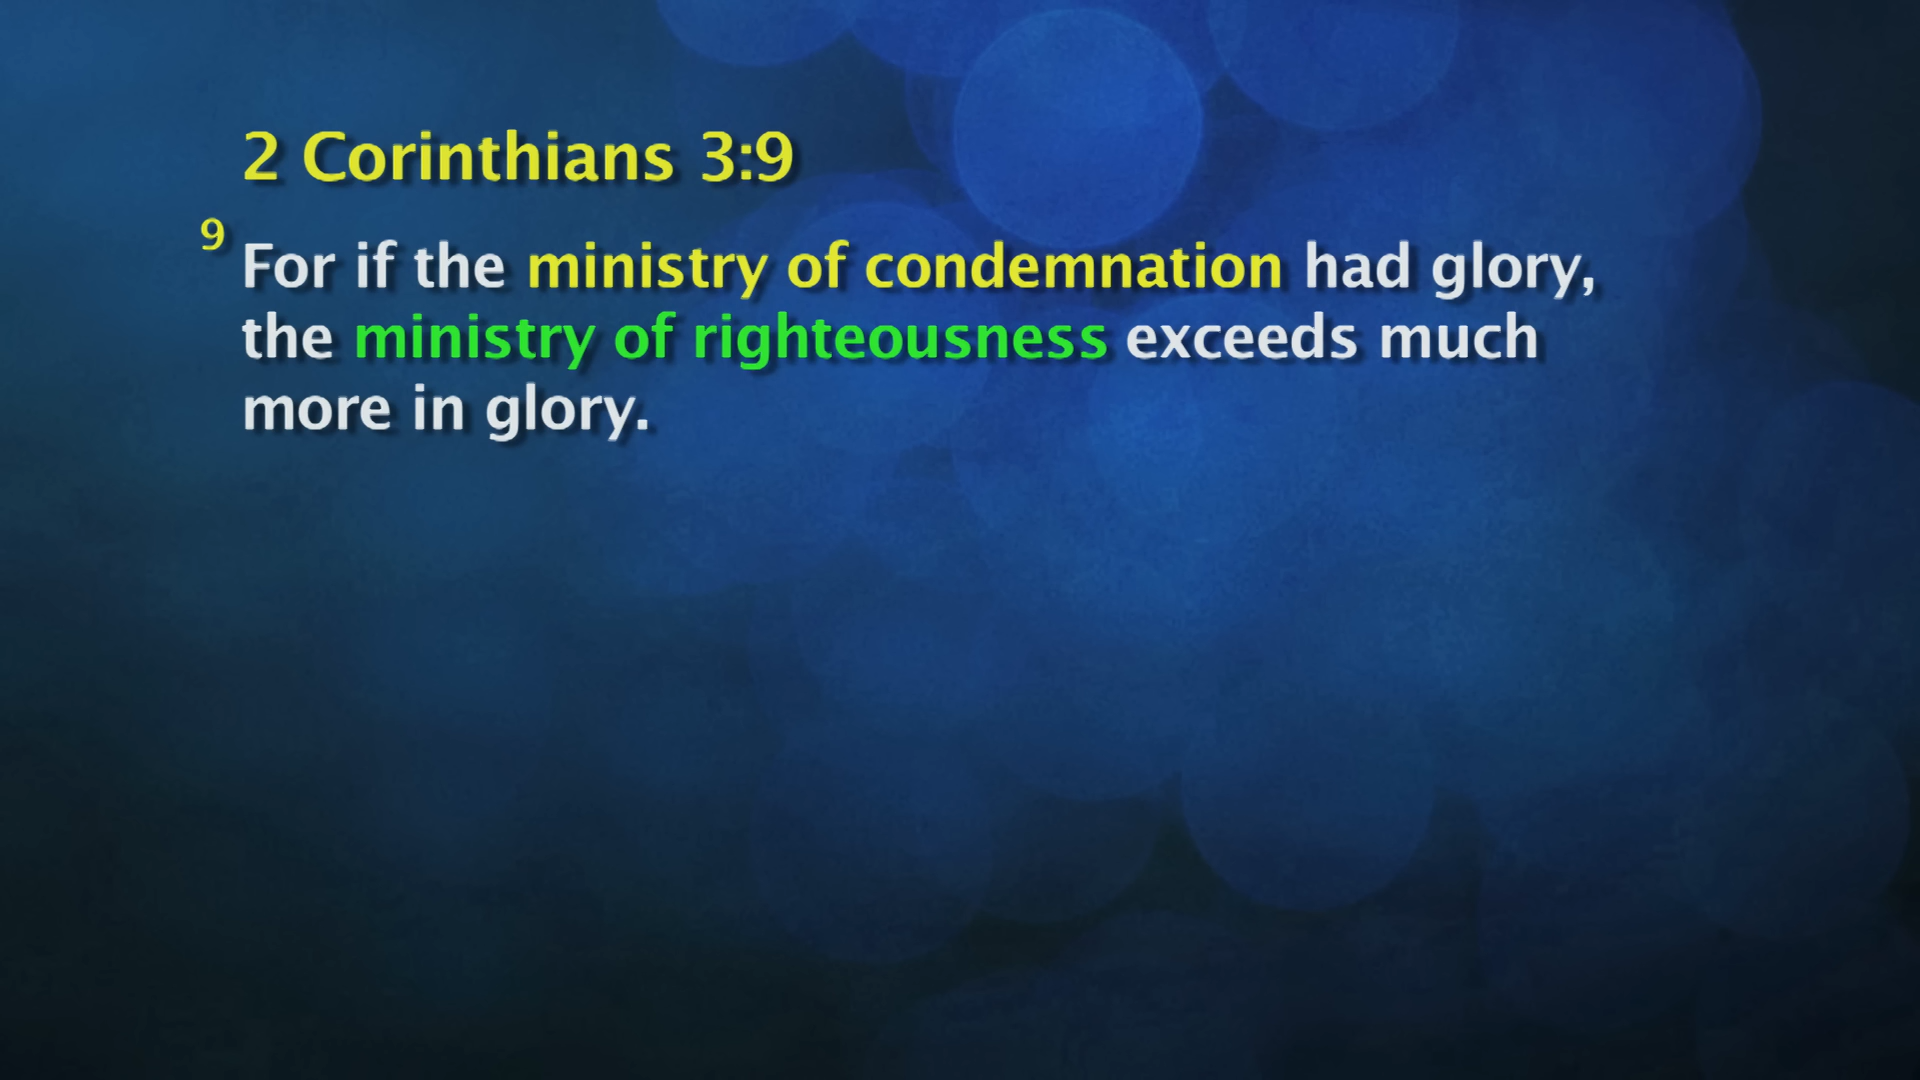 2 Corinthians 3:9
9 For if the ministry of condemnation had glory,
the ministry of righteousness exceeds much
more in glory.